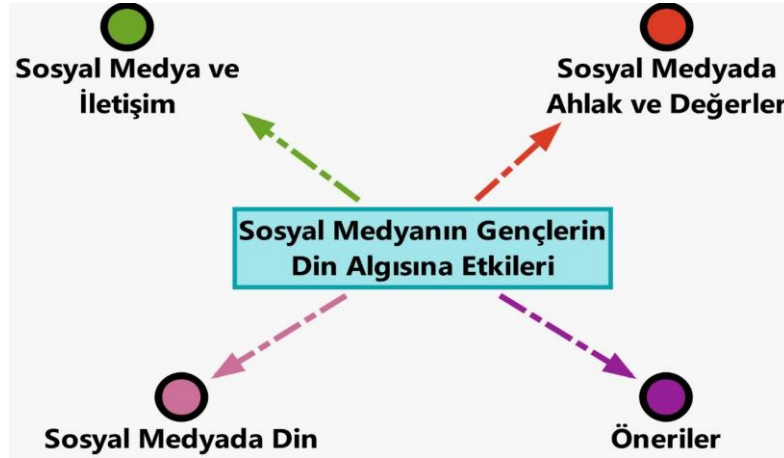 Sosyal Medya ve
İletişim
Sosyal Medyada
Ahlak ve Değerler
Sosyal Medyanın Gençlerin
Din Algısına Etkileri
Sosyal Medyada Din
Öneriler